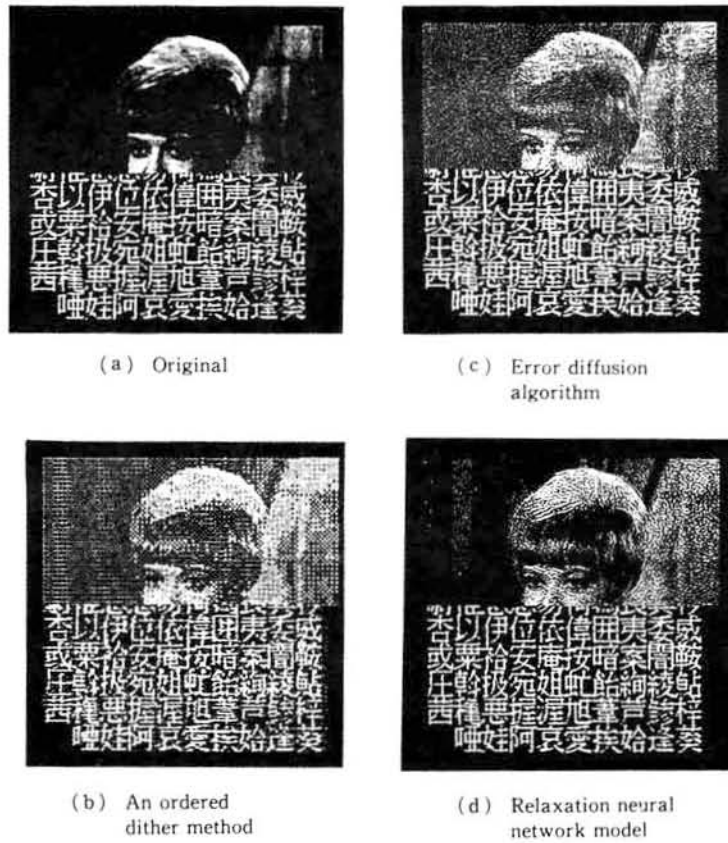 杏以伊位依偉囲夷委威
或粟袷安庵按暗案闇鞍
圧斡扱宛姐虻飴絢綾鮎
茜穐悪握渥旭葦芦鯵梓
唖娃阿哀愛挨姶逢葵
(a) Original
杏以伊位依偉囲夷委威
或粟袷安庵按暗案闇鞍
圧斡扱宛姐虻飴絢綾鮎
茜穐悪握渥旭葦芦鯵梓
唖娃阿哀愛挨姶逢葵
(c) Error diffusion
algorithm
杏以伊位依偉囲夷委威
或粟袷安庵按暗案闇鞍
圧斡扱宛姐虻飴絢綾鮎
茜穐悪握渥旭葦芦鯵梓
唖娃阿哀愛挨姶逢葵
(b) An ordered
dither method
杏以伊位依偉囲夷委威
或粟袷安庵按暗案闇鞍
圧斡扱宛姐虻飴絢綾鮎
茜穐悪握渥旭葦芦鯵梓
唖娃阿哀愛挨姶逢葵
(d) Relaxation neural
network model